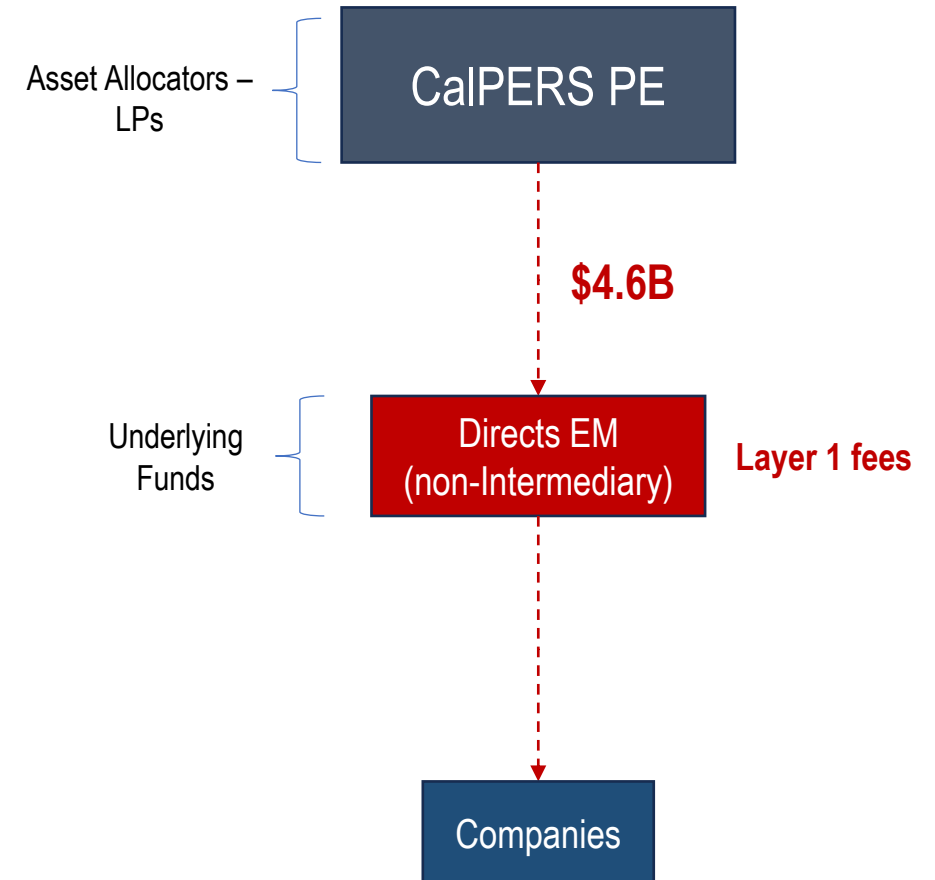 Asset Allocators –
LPs
CalPERS PE
$4.6B
Underlying
Funds
Directs EM
(non-Intermediary)
Layer 1 fees
Companies